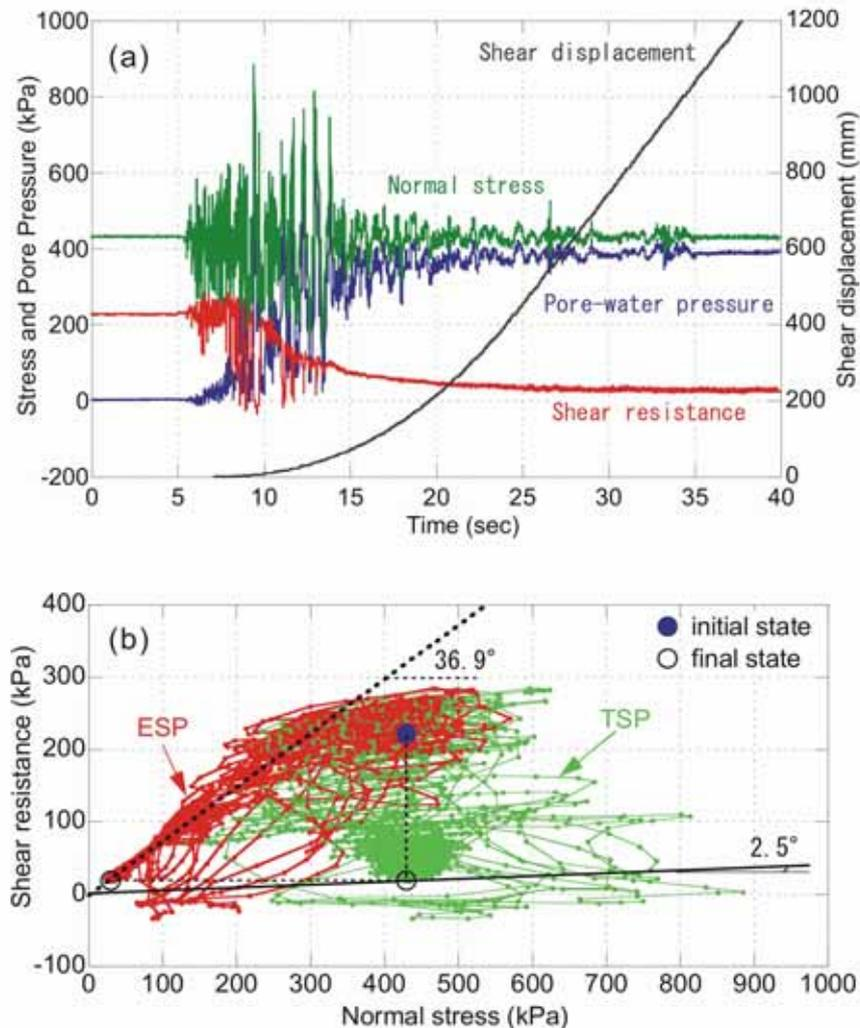 (a)
Stress and Pore Pressure (kPa)
1000
800
600
400
200
0
-200
Shear displacement
Normal stress
Pore-water pressure
Shear resistance
1200
1000
800
600
400
200
0
Shear displacement (mm)
0 5 10 15 20 25 30 35 40
Time (sec)
(b)
Shear resistance (kPa)
400
300
200
100
0
-100
36.9°
initial state
final state
ESP
TSP
2.5°
0 100 200 300 400 500 600 700 800 900 1000
Normal stress (kPa)